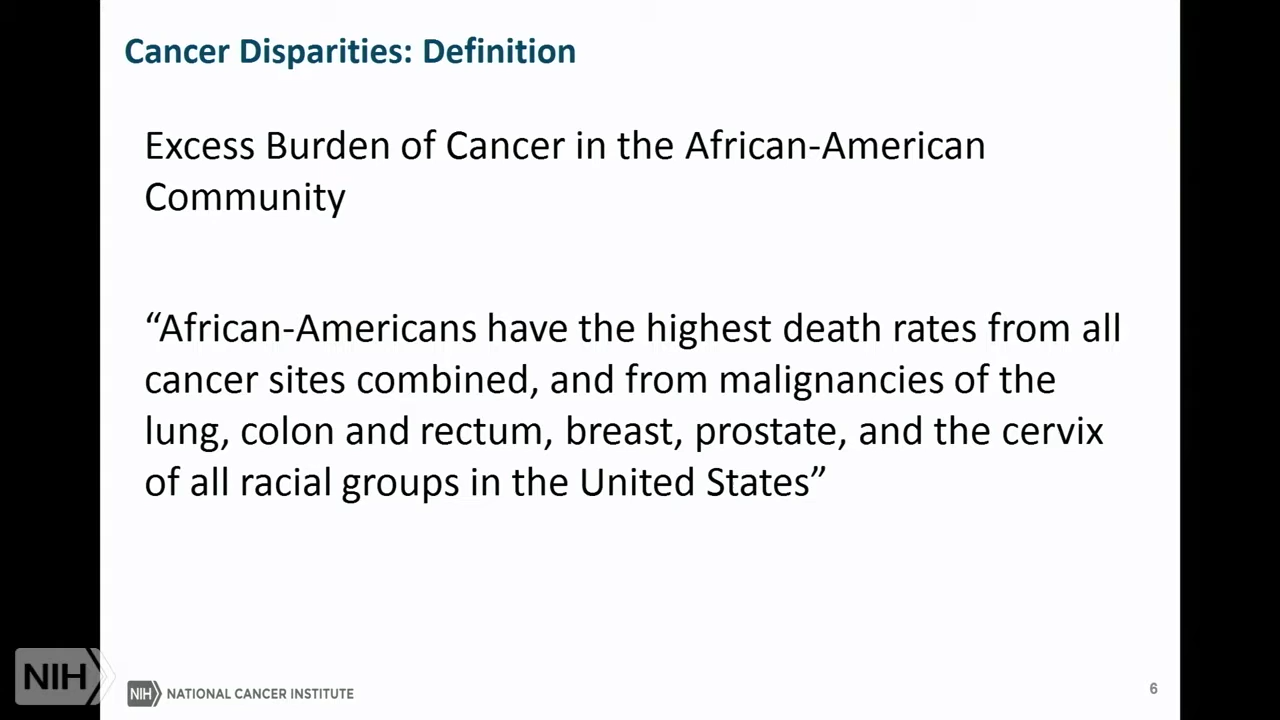 Cancer Disparities: Definition
Excess Burden of Cancer in the African-American
Community
“African-Americans have the highest death rates from all
cancer sites combined, and from malignancies of the
lung, colon and rectum, breast, prostate, and the cervix
of all racial groups in the United States”
NIH
NIH NATIONAL CANCER INSTITUTE
6